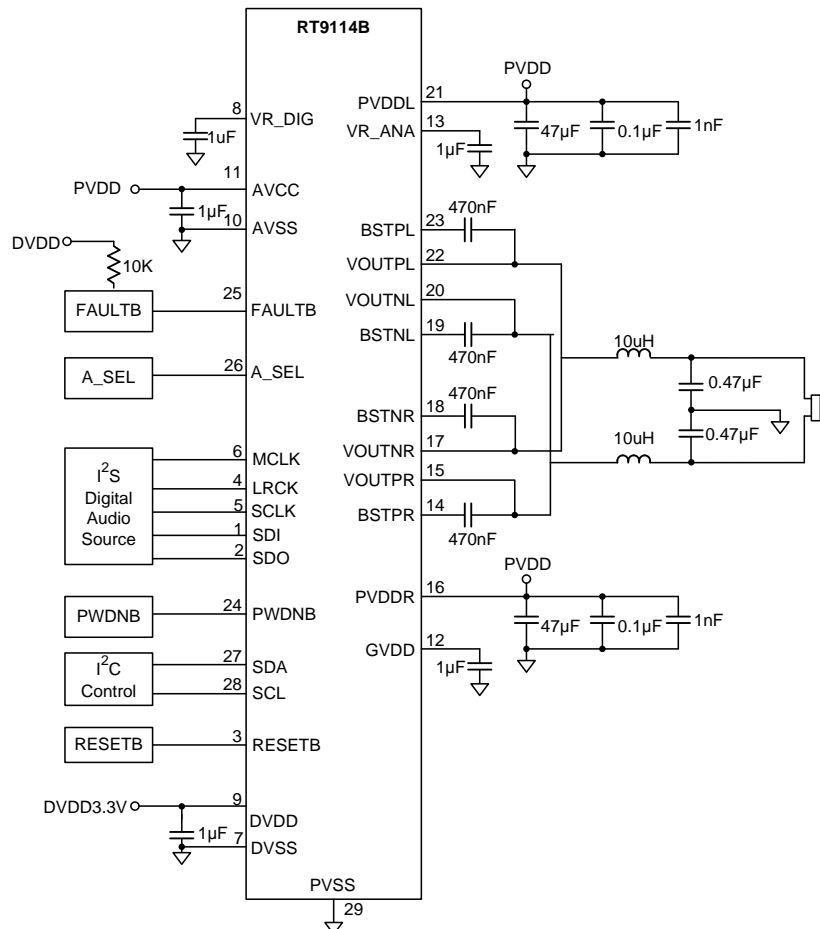 RT9114B
PVDD
21
PVDDL
8
VR_DIG
13
VR_ANA
1uF
1µF
47µF
0.1µF
1nF
PVDD
11
AVCC
1µF
10
AVSS
470nF
23
BSTPL
22
VOUTPL
DVDD
10K
20
VOUTNL
FAULTB
25
FAULTB
19
BSTNL
470nF
10uH
A_SEL
26
A_SEL
0.47µF
470nF
18
BSTNR
0.47µF
17
VOUTNR
10uH
I2S
Digital
Audio
Source
6
MCLK
4
LRCK
5
SCLK
1
SDI
2
SDO
15
VOUTPR
14
BSTPR
470nF
PVDD
16
PVDDR
PWDNB
24
PWDNB
47µF
0.1µF
1nF
12
GVDD
1µF
I2C
Control
27
SDA
28
SCL
RESETB
3
RESETB
DVDD3.3V
9
DVDD
1µF
7
DVSS
PVSS
29